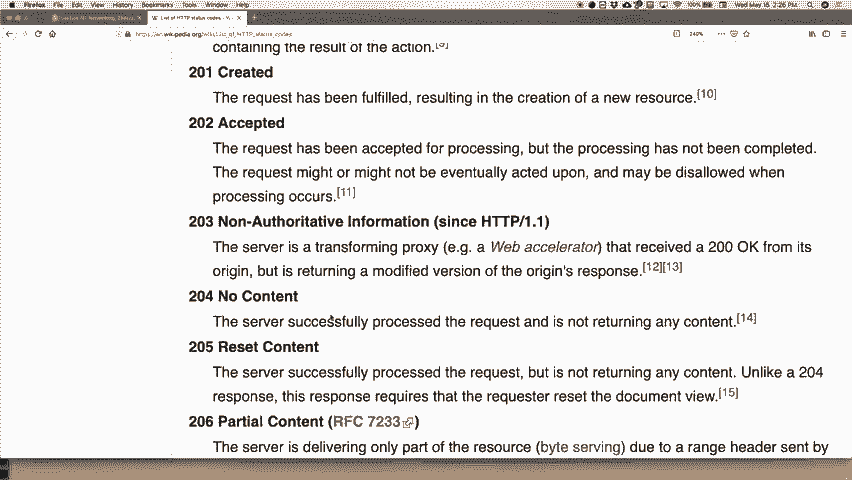 Firefox File Edit View History Bookmarks Tools Window Help
100%
Wed May 16 2:26 PM
List of HTTP status codes - W
240%
containing the result of the action.
201 Created
The request has been fulfilled, resulting in the creation of a new resource.[10]
202 Accepted
The request has been accepted for processing, but the processing has not been completed.
The request might or might not be eventually acted upon, and may be disallowed when
processing occurs.[11]
203 Non-Authoritative Information (since HTTP/1.1)
The server is a transforming proxy (e.g. a Web accelerator) that received a 200 OK from its
origin, but is returning a modified version of the origin's response.[12][13]
204 No Content
The server successfully processed the request and is not returning any content.[14]
205 Reset Content
The server successfully processed the request, but is not returning any content. Unlike a 204
response, this response requires that the requester reset the document view.[15]
206 Partial Content (RFC 7233)
The server is delivering only part of the resource (byte serving) due to a range header sent by